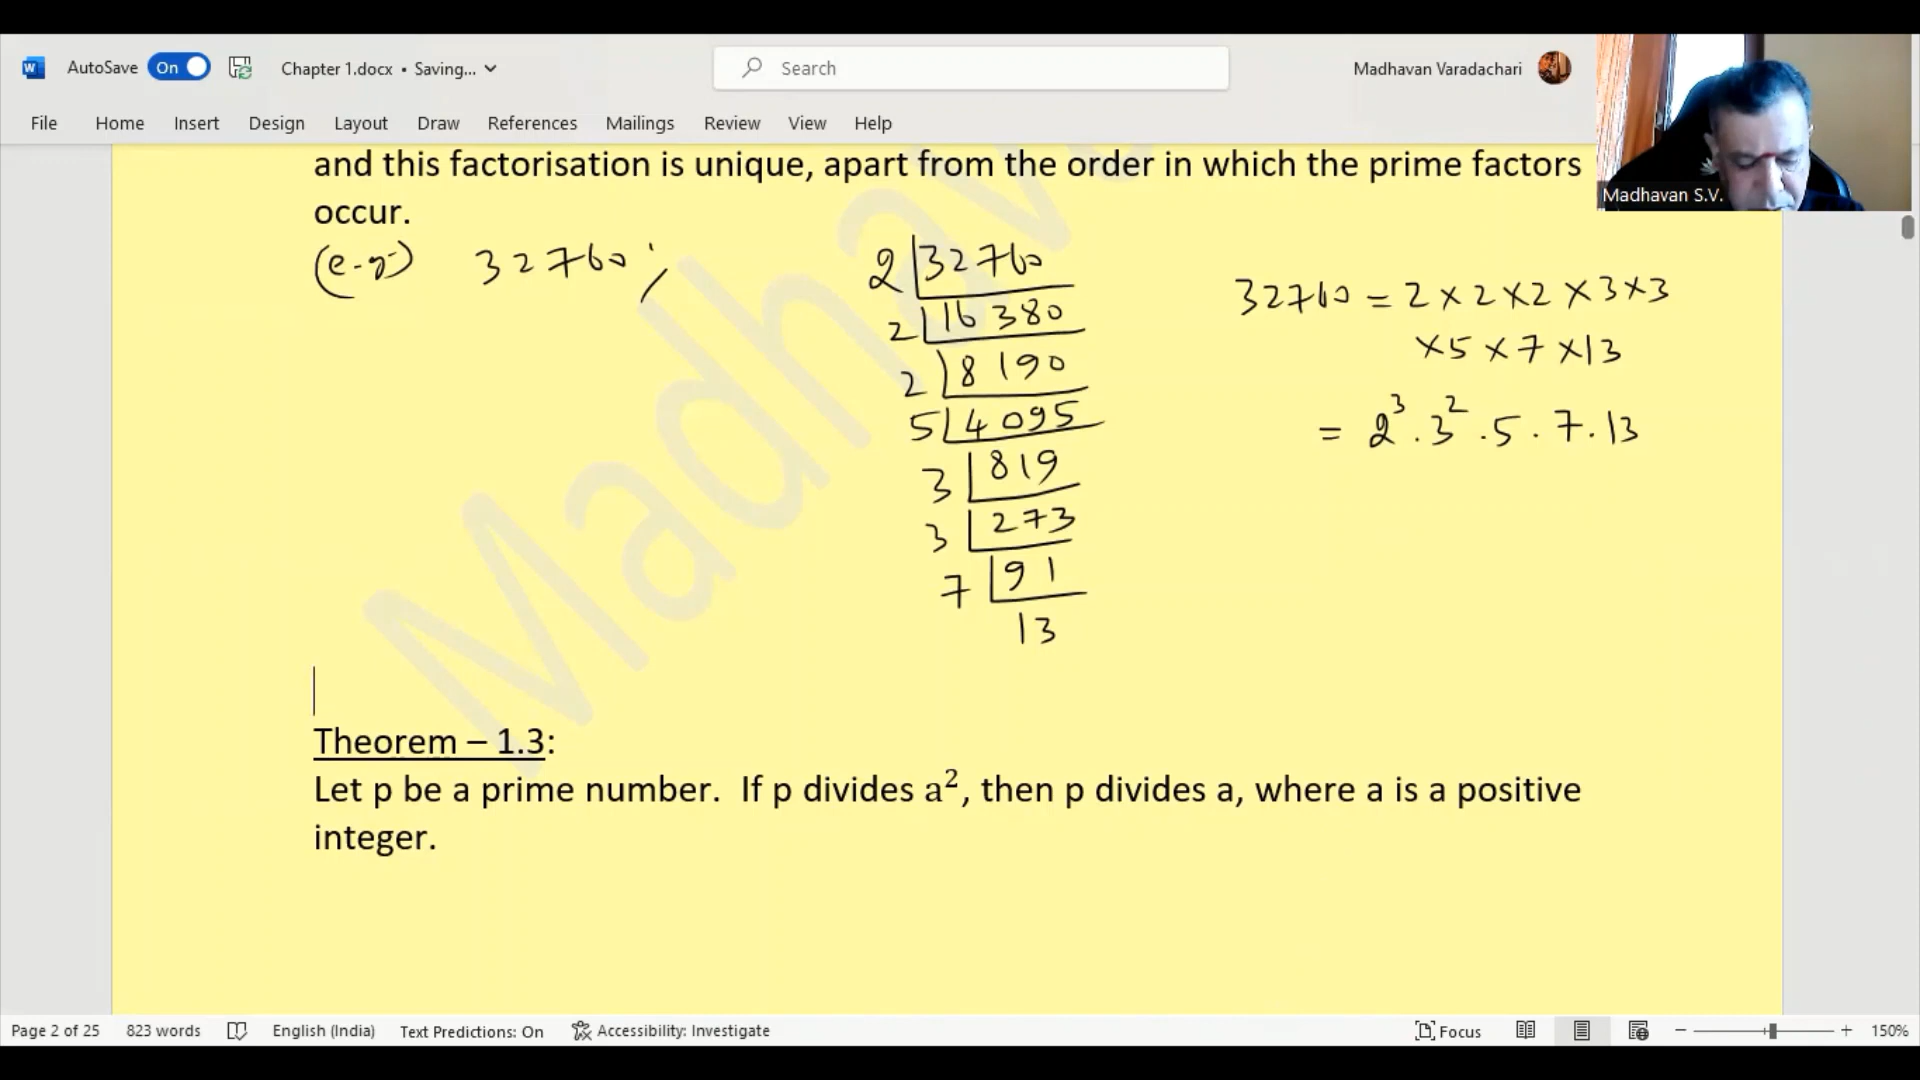 AutoSave On Chapter 1.docx • Saving... Search Madhavan Varadachari
File Home Insert Design Layout Draw References Mailings Review View Help
Madhavan S.V.
and this factorisation is unique, apart from the order in which the prime factors
occur.
(e.g) 32760
2 32760
2 16380
2 8190
5 4095
3 819
3 273
7 91
13
32760 = 2 × 2 × 2 × 3 × 3
× 5 × 7 × 13
= 2³ . 3² . 5 . 7 . 13
Madhav
Theorem – 1.3:
Let p be a prime number. If p divides a², then p divides a, where a is a positive
integer.
Page 2 of 25 823 words English (India) Text Predictions: On Accessibility: Investigate Focus 150%